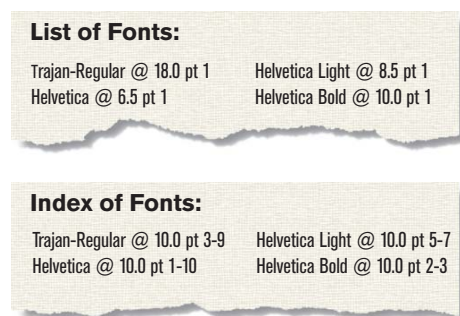 List of Fonts:
Trajan-Regular @ 18.0 pt 1 Helvetica Light @ 8.5 pt 1
Helvetica @ 6.5 pt 1 Helvetica Bold @ 10.0 pt 1
Index of Fonts:
Trajan-Regular @ 10.0 pt 3-9 Helvetica Light @ 10.0 pt 5-7
Helvetica @ 10.0 pt 1-10 Helvetica Bold @ 10.0 pt 2-3